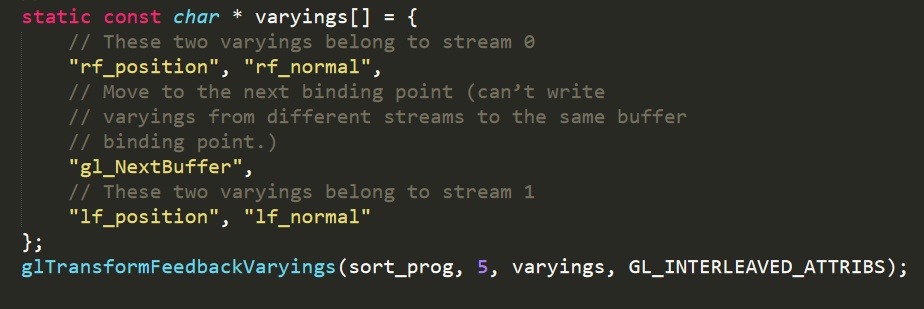 static const char * varyings[] = {
// These two varyings belong to stream 0
"rf_position", "rf_normal",
// Move to the next binding point (can’t write
// varyings from different streams to the same buffer
// binding point.)
"gl_NextBuffer",
// These two varyings belong to stream 1
"lf_position", "lf_normal"
};
glTransformFeedbackVaryings(sort_prog, 5, varyings, GL_INTERLEAVED_ATTRIBS);